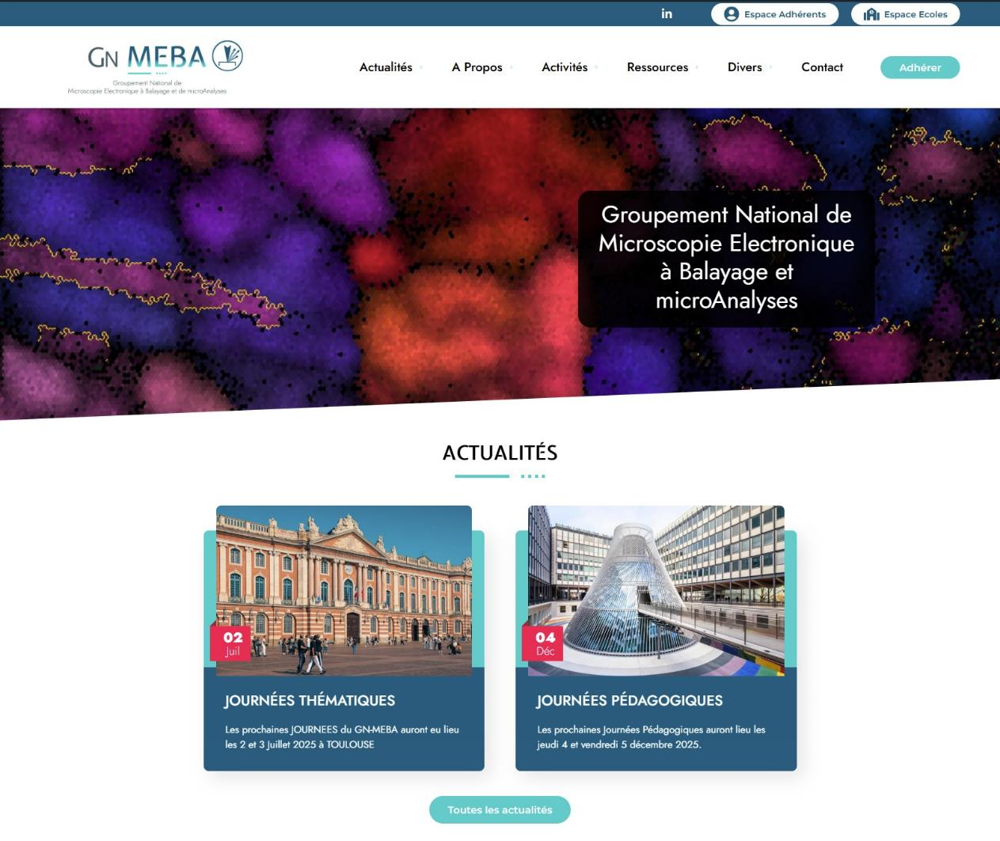 in
Espace Adhérents
Espace Ecoles
GN MEBA
Groupement National de
Microscopie Electronique à Balayage et de microAnalyses
Actualités
A Propos
Activités
Ressources
Divers
Contact
Adhérer
Groupement National de
Microscopie Electronique
à Balayage et
microAnalyses
ACTUALITÉS
02
Juil
JOURNÉES THÉMATIQUES
Les prochaines JOURNEES du GN-MEBA auront eu lieu
les 2 et 3 Juillet 2025 à TOULOUSE
04
Déc
JOURNÉES PÉDAGOGIQUES
Les prochaines Journées Pédagogiques auront lieu les
jeudi 4 et vendredi 5 décembre 2025.
Toutes les actualités